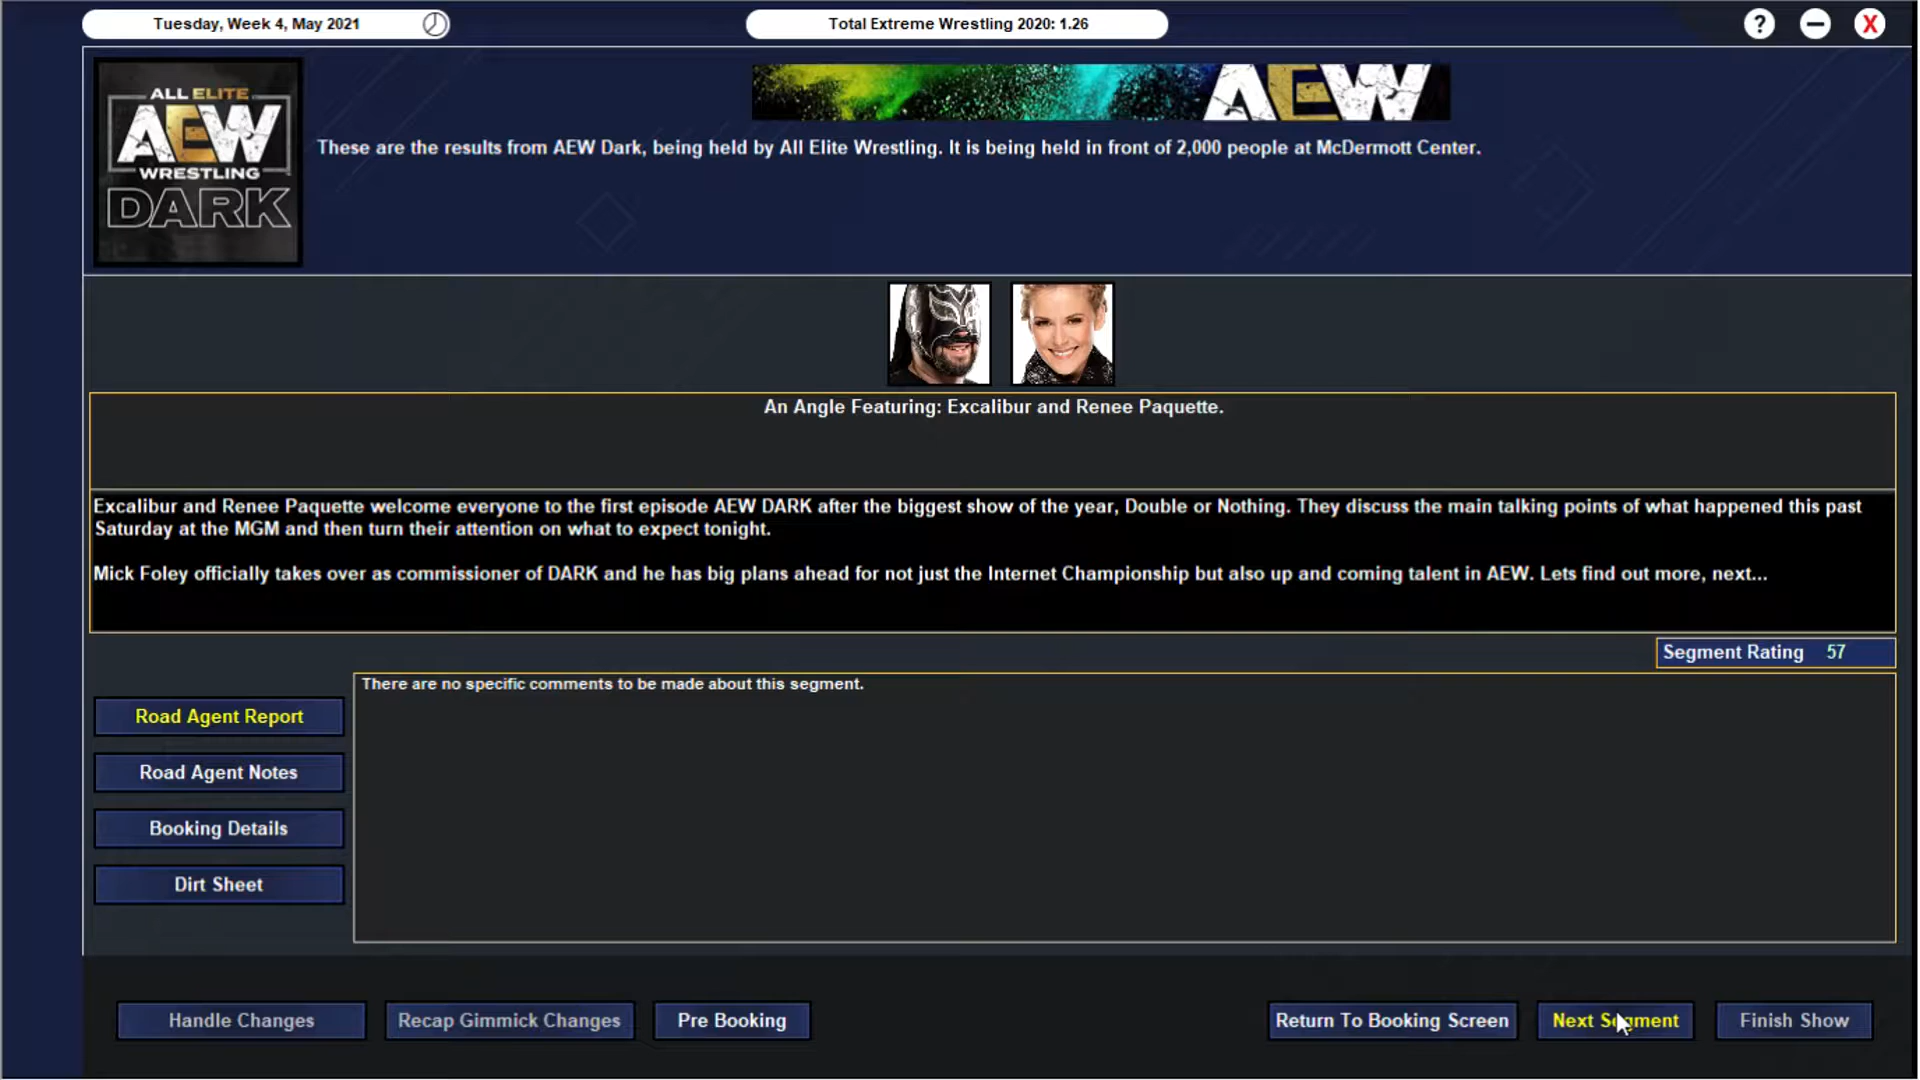 Tuesday, Week 4, May 2021
Total Extreme Wrestling 2020: 1.26
?
X
ALL ELITE
AEW
WRESTLING
DARK
AEW
These are the results from AEW Dark, being held by All Elite Wrestling. It is being held in front of 2,000 people at McDermott Center.
An Angle Featuring: Excalibur and Renee Paquette.
Excalibur and Renee Paquette welcome everyone to the first episode AEW DARK after the biggest show of the year, Double or Nothing. They discuss the main talking points of what happened this past
Saturday at the MGM and then turn their attention on what to expect tonight.
Mick Foley officially takes over as commissioner of DARK and he has big plans ahead for not just the Internet Championship but also up and coming talent in AEW. Lets find out more, next...
Segment Rating 57
There are no specific comments to be made about this segment.
Road Agent Report
Road Agent Notes
Booking Details
Dirt Sheet
Handle Changes
Recap Gimmick Changes
Pre Booking
Return To Booking Screen
Next Segment
Finish Show